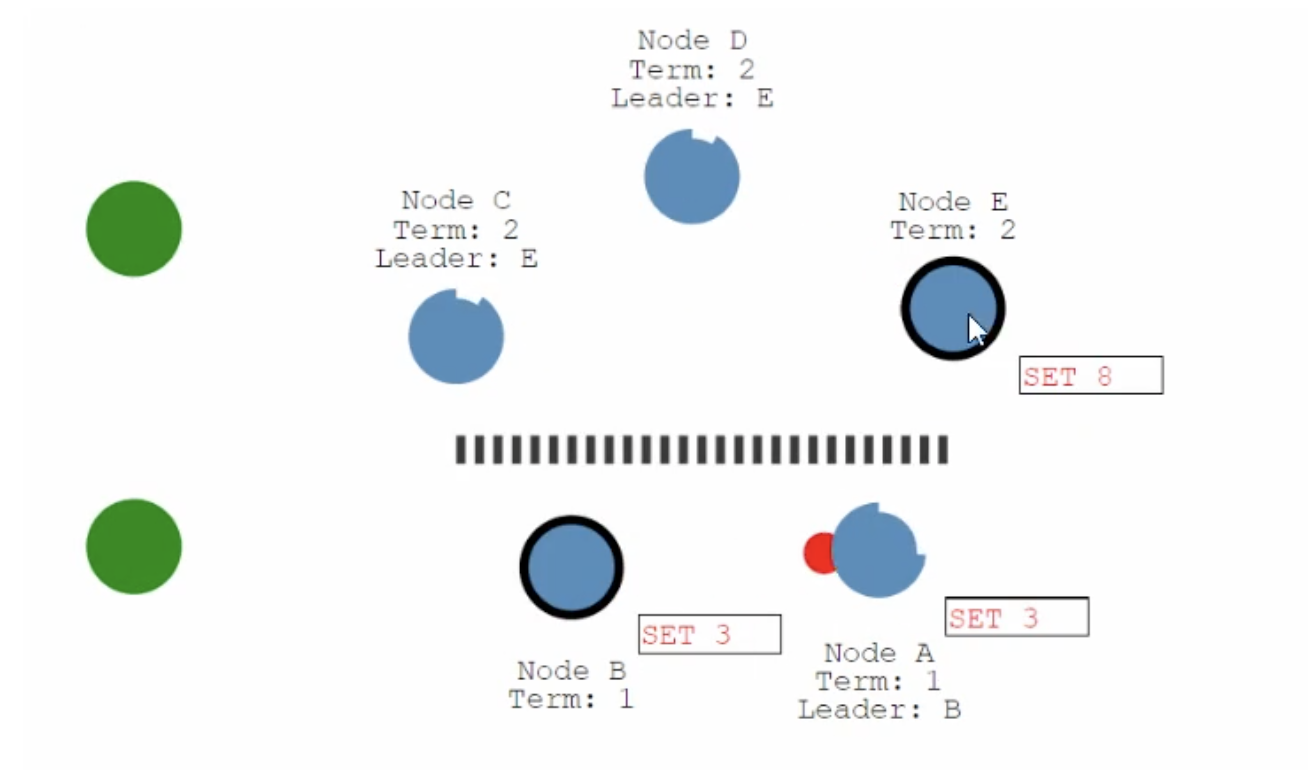 Node D
Term: 2
Leader: E
Node C
Term: 2
Leader: E
Node E
Term: 2
SET 8
SET 3
Node B
Term: 1
SET 3
Node A
Term: 1
Leader: B